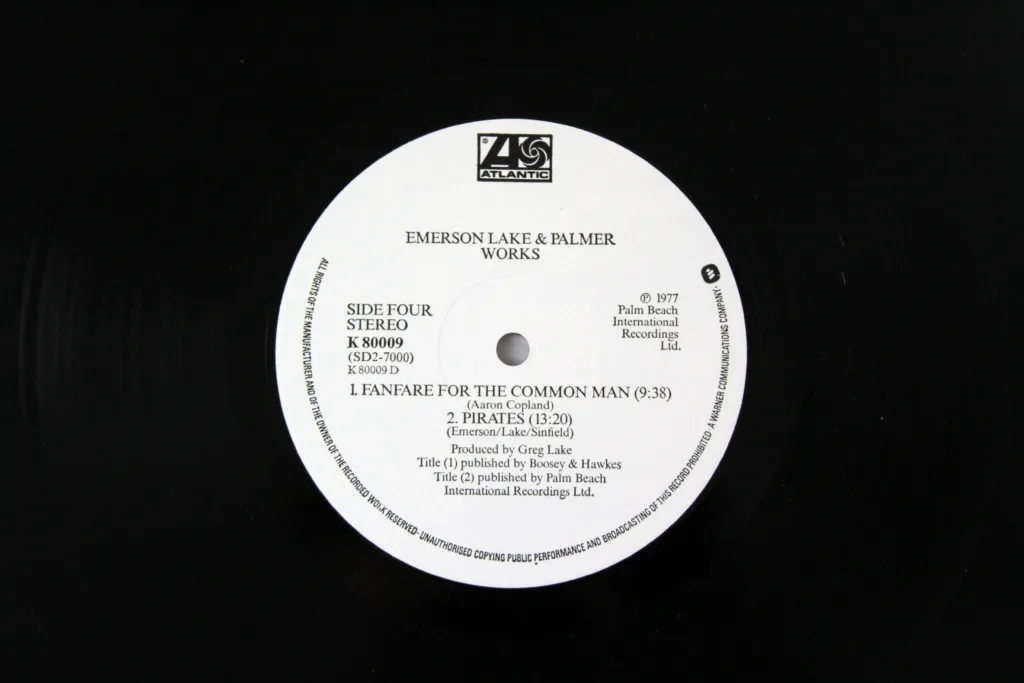 ATLANTIC
EMERSON LAKE & PALMER
WORKS
SIDE FOUR
STEREO
K 80009
(SD2-7000)
K 80009 D
℗ 1977
Palm Beach
International
Recordings
Ltd.
1. FANFARE FOR THE COMMON MAN (9:38)
(Aaron Copland)
2. PIRATES (13:20)
(Emerson/Lake/Sinfield)
Produced by Greg Lake
Title (1) published by Boosey & Hawkes
Title (2) published by Palm Beach
International Recordings Ltd.
ALL RIGHTS OF THE MANUFACTURER AND OF THE OWNER OF THE RECORDED WORK RESERVED · UNAUTHORISED COPYING PUBLIC PERFORMANCE AND BROADCASTING OF THIS RECORD PROHIBITED · A WARNER COMMUNICATIONS COMPANY ·